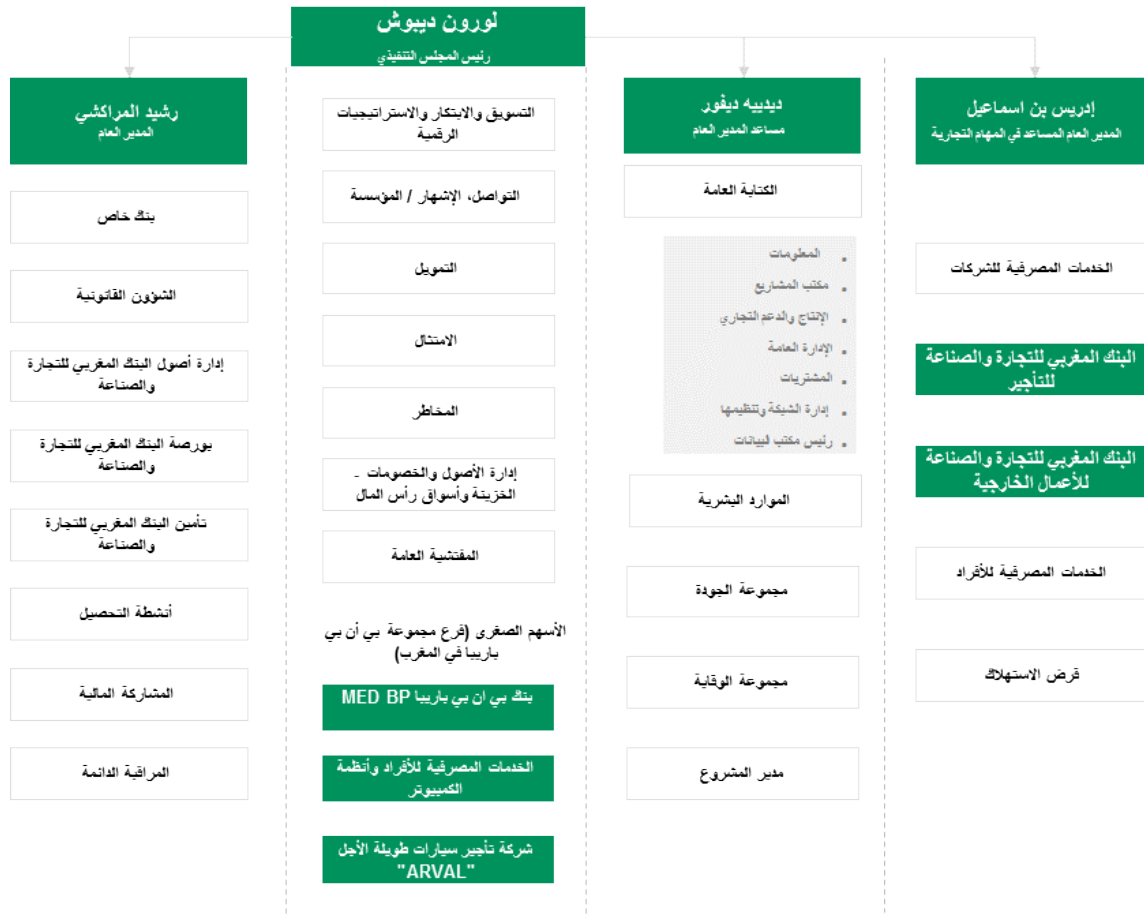 لورون ديبوش
رئيس المجلس التنفيذي
إدريس بن اسماعيل
المدير العام المساعد في المهام التجارية
الخدمات المصرفية للشركات
البنك المغربي للتجارة والصناعة
للتأجير
البنك المغربي للتجارة والصناعة
للأعمال الخارجية
الخدمات المصرفية للأفراد
قرض الاستهلاك
ديدييه ديفور
مساعد المدير العام
الكتابة العامة
المعلومات
مكتب المشاريع
الإنتاج والدعم التجاري
الإدارة العامة
المشتريات
إدارة الشبكة وتنظيمها
رئيس مكتب البيانات
الموارد البشرية
مجموعة الجودة
مجموعة الوقاية
مدير المشروع
التسويق والابتكار والاستراتيجيات
الرقمية
التواصل، الإشهار / المؤسسة
التمويل
الامتثال
المخاطر
إدارة الأصول والخصومات -
الخزينة وأسواق رأس المال
المفتشية العامة
الأسهم الصغرى (فرع مجموعة بي أن بي
باريبا في المغرب)
بنك بي ان بي باريبا MED BP
الخدمات المصرفية للأفراد وأنظمة
الكمبيوتر
شركة تأجير سيارات طويلة الأجل
"ARVAL"
رشيد المراكشي
المدير العام
بنك خاص
الشؤون القانونية
إدارة أصول البنك المغربي للتجارة
والصناعة
بورصة البنك المغربي للتجارة
والصناعة
تأمين البنك المغربي للتجارة
والصناعة
أنشطة التحصيل
المشاركة المالية
المراقبة الدائمة